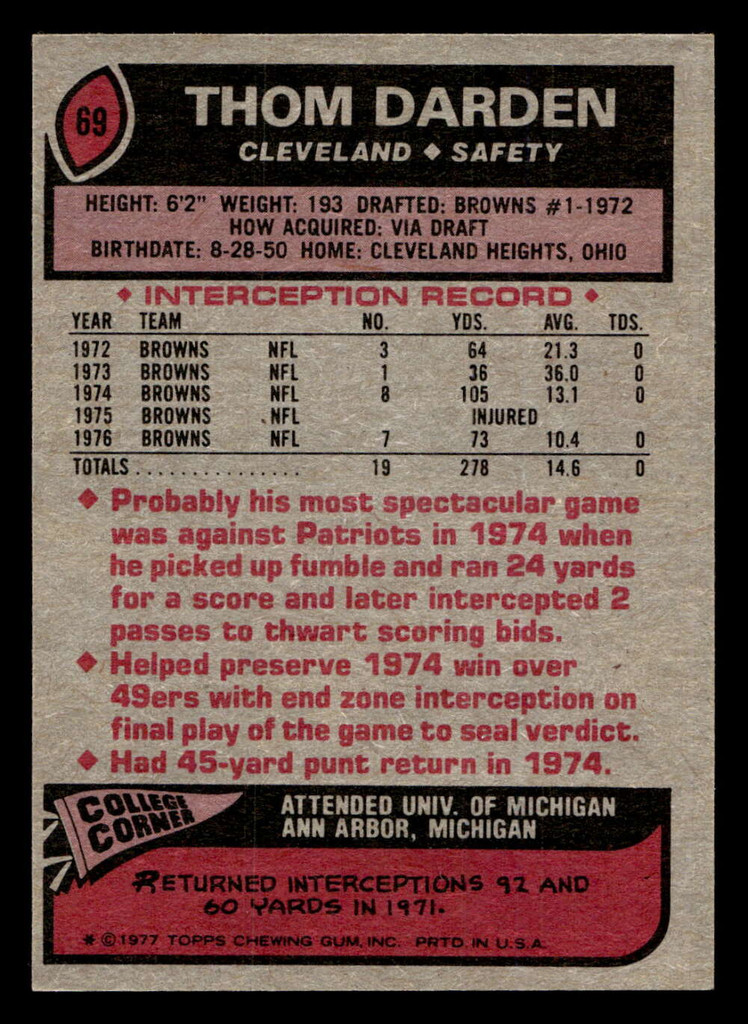 69
THOM DARDEN
CLEVELAND ◆ SAFETY
HEIGHT: 6'2" WEIGHT: 193 DRAFTED: BROWNS #1-1972
HOW ACQUIRED: VIA DRAFT
BIRTHDATE: 8-28-50 HOME: CLEVELAND HEIGHTS, OHIO
◆ INTERCEPTION RECORD ◆
YEAR TEAM NO. YDS. AVG. TDS.
1972 BROWNS NFL 3 64 21.3 0
1973 BROWNS NFL 1 36 36.0 0
1974 BROWNS NFL 8 105 13.1 0
1975 BROWNS NFL INJURED
1976 BROWNS NFL 7 73 10.4 0
TOTALS................ 19 278 14.6 0
◆ Probably his most spectacular game
was against Patriots in 1974 when
he picked up fumble and ran 24 yards
for a score and later intercepted 2
passes to thwart scoring bids.
◆ Helped preserve 1974 win over
49ers with end zone interception on
final play of the game to seal verdict.
◆ Had 45-yard punt return in 1974.
COLLEGE
CORNER
ATTENDED UNIV. OF MICHIGAN
ANN ARBOR, MICHIGAN
RETURNED INTERCEPTIONS 92 AND
60 YARDS IN 1971.
* © 1977 TOPPS CHEWING GUM, INC. PRTD. IN U.S.A.